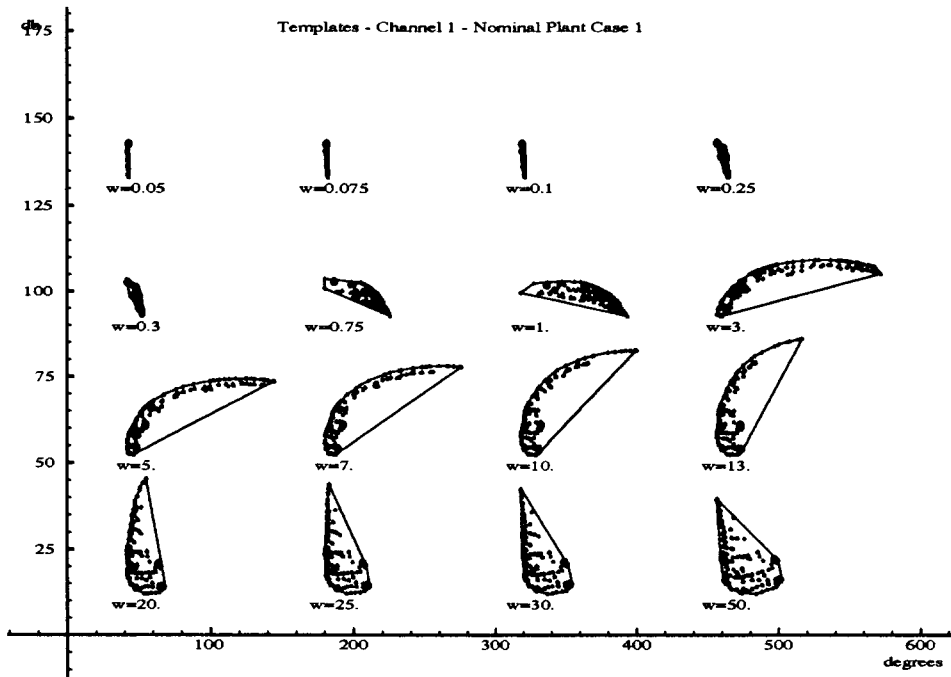 db
175
Templates - Channel 1 - Nominal Plant Case 1
150
w=0.05 w=0.075 w=0.1 w=0.25
125
100
w=0.3 w=0.75 w=1. w=3.
75
50
w=5. w=7. w=10. w=13.
25
w=20. w=25. w=30. w=50.
100 200 300 400 500 600
degrees